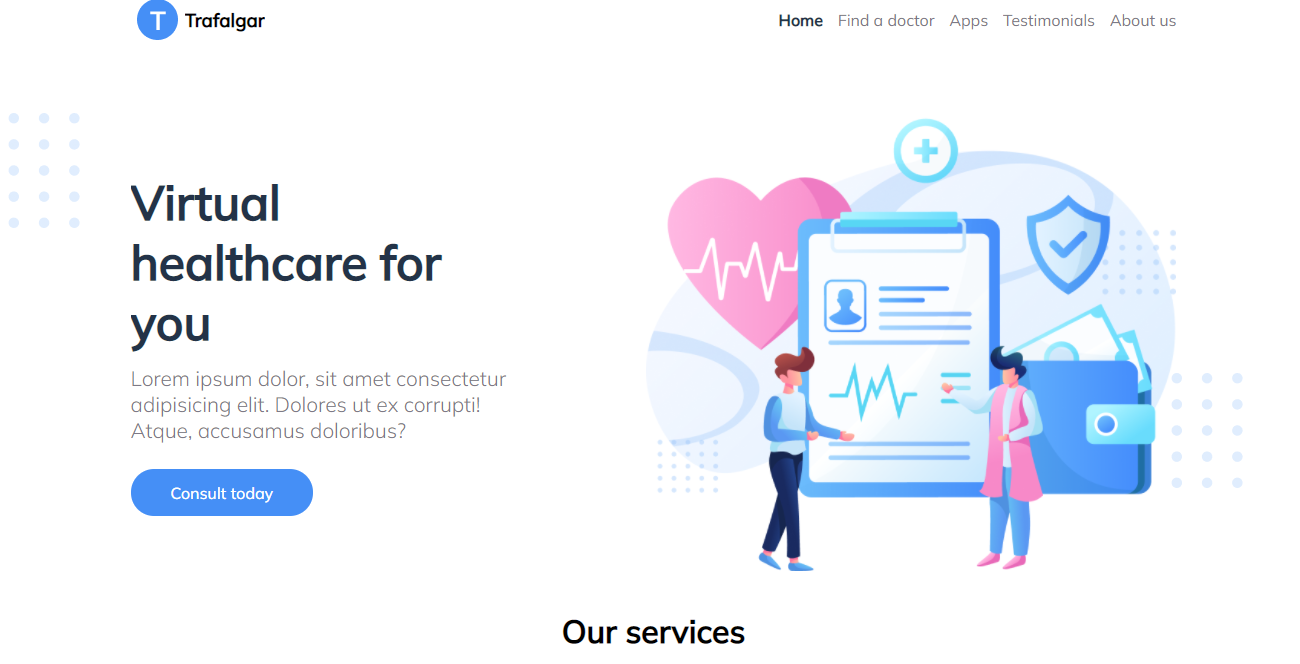 T Trafalgar
Home Find a doctor Apps Testimonials About us
Virtual
healthcare for
you
Lorem ipsum dolor, sit amet consectetur
adipisicing elit. Dolores ut ex corrupti!
Atque, accusamus doloribus?
Consult today
Our services